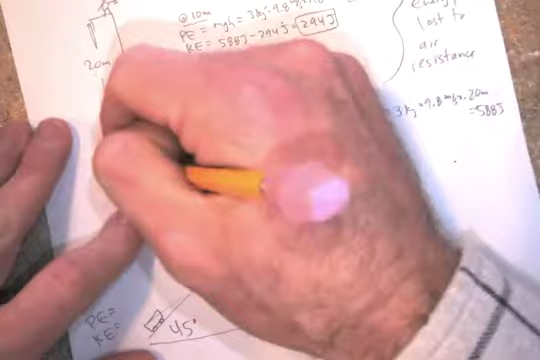 @ 10m
PE = mgh = 3kg·9.8
KE = 588J - 294J = 294J
20m
energy
lost to
air
resistance
= 3kg·9.8 m/s²·20m
= 588J
PE =
KE =
45°